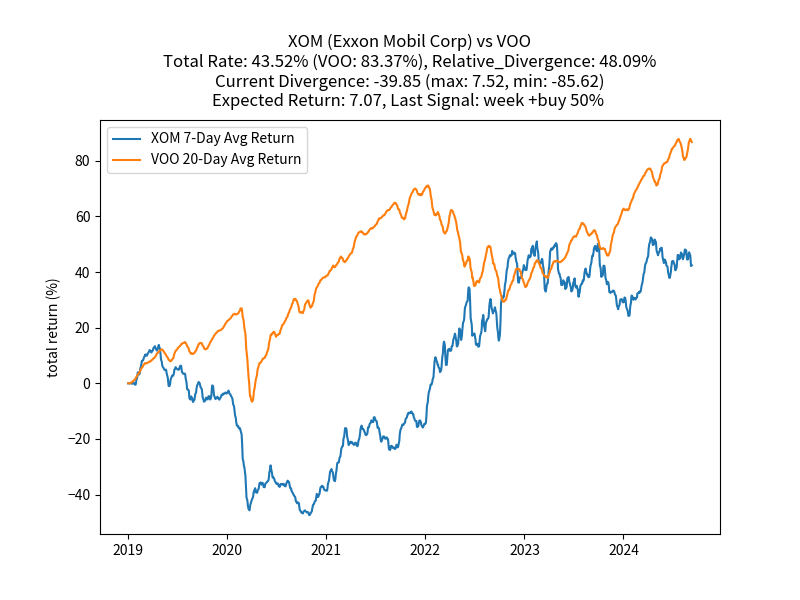 XOM (Exxon Mobil Corp) vs VOO
Total Rate: 43.52% (VOO: 83.37%), Relative_Divergence: 48.09%
Current Divergence: -39.85 (max: 7.52, min: -85.62)
Expected Return: 7.07, Last Signal: week +buy 50%
XOM 7-Day Avg Return
VOO 20-Day Avg Return
total return (%)
80
60
40
20
0
−20
−40
2019 2020 2021 2022 2023 2024